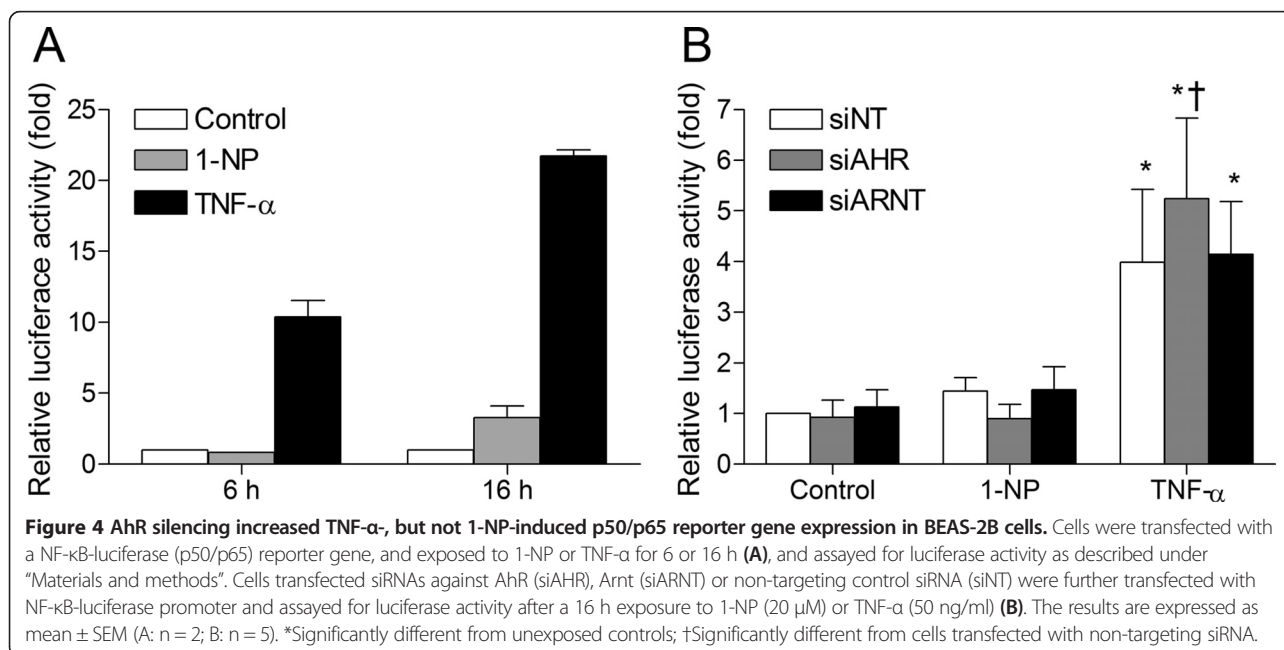 A
Relative luciferace activity (fold)
25
20
15
10
5
0
Control
1-NP
TNF-α
6 h
16 h
B
Relative luciferase activity (fold)
7
6
5
4
3
2
1
0
siNT
siAHR
siARNT
*
*†
*
Control
1-NP
TNF-α
Figure 4 AhR silencing increased TNF-α-, but not 1-NP-induced p50/p65 reporter gene expression in BEAS-2B cells. Cells were transfected with
a NF-κB-luciferase (p50/p65) reporter gene, and exposed to 1-NP or TNF-α for 6 or 16 h (A), and assayed for luciferase activity as described under
“Materials and methods”. Cells transfected siRNAs against AhR (siAHR), Arnt (siARNT) or non-targeting control siRNA (siNT) were further transfected with
NF-κB-luciferase promoter and assayed for luciferase activity after a 16 h exposure to 1-NP (20 μM) or TNF-α (50 ng/ml) (B). The results are expressed as
mean ± SEM (A: n = 2; B: n = 5). *Significantly different from unexposed controls; †Significantly different from cells transfected with non-targeting siRNA.